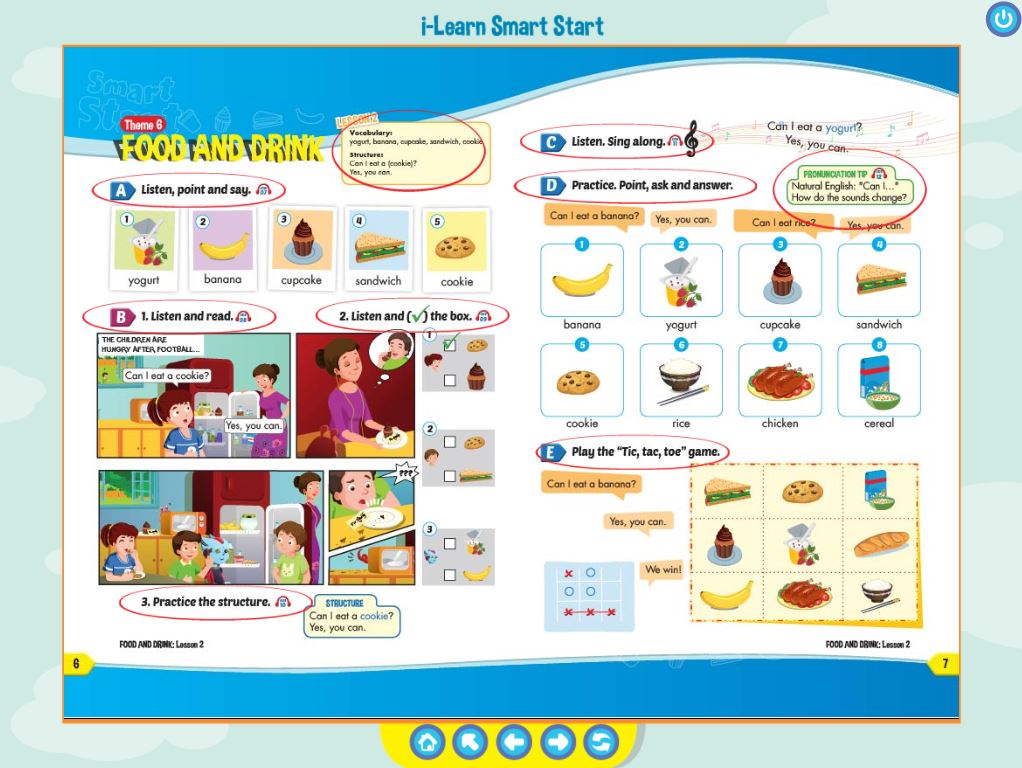 i-Learn Smart Start
Smart
Start
Theme 6
FOOD AND DRINK
LESSON 2
Vocabulary:
yogurt, banana, cupcake, sandwich, cookie
Structure:
Can I eat a (cookie)?
Yes, you can.
A Listen, point and say. 07
1
2
3
4
5
yogurt
banana
cupcake
sandwich
cookie
B 1. Listen and read. 08
2. Listen and (✓) the box. 09
THE CHILDREN ARE
HUNGRY AFTER, FOOTBALL...
Can I eat a cookie?
Yes, you can.
???
1
2
3
3. Practice the structure. 10
STRUCTURE
Can I eat a cookie?
Yes, you can.
FOOD AND DRINK: Lesson 2
6
C Listen. Sing along. 11
Can I eat a yogurt?
Yes, you can.
D Practice. Point, ask and answer.
PRONUNCIATION TIP 12
Natural English: "Can I..."
How do the sounds change?
Can I eat a banana?
Yes, you can.
Can I eat rice?
Yes, you can.
1
2
3
4
banana
yogurt
cupcake
sandwich
5
6
7
8
cookie
rice
chicken
cereal
E Play the "Tic, tac, toe" game.
Can I eat a banana?
Yes, you can.
We win!
x O
O O
x x x
FOOD AND DRINK: Lesson 2
7